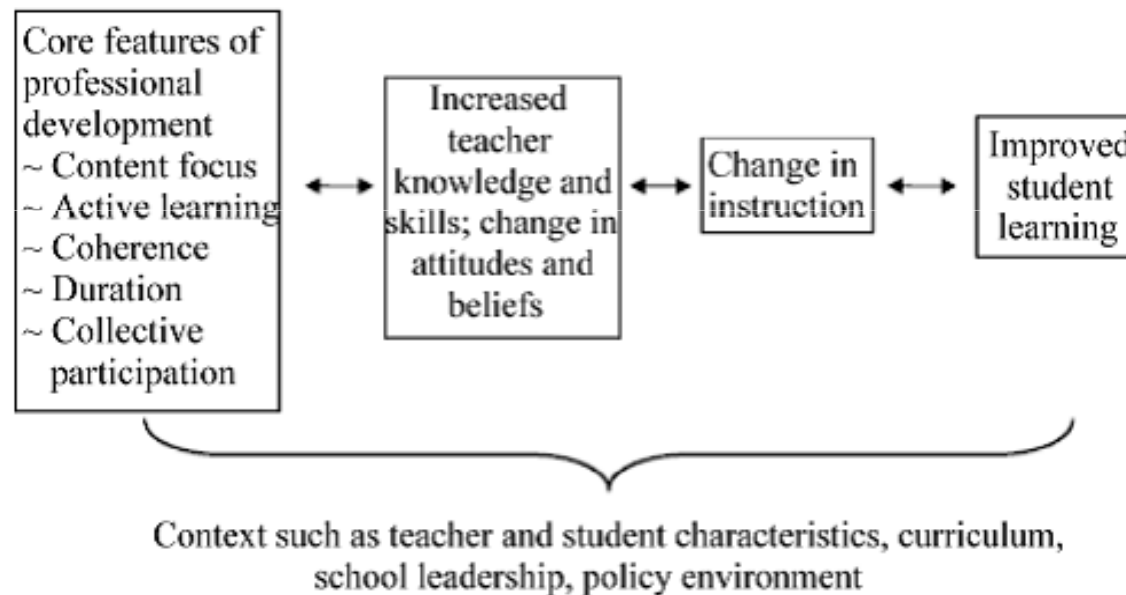 Core features of
professional
development
~ Content focus
~ Active learning
~ Coherence
~ Duration
~ Collective
participation
Increased
teacher
knowledge and
skills; change in
attitudes and
beliefs
Change in
instruction
Improved
student
learning
Context such as teacher and student characteristics, curriculum,
school leadership, policy environment